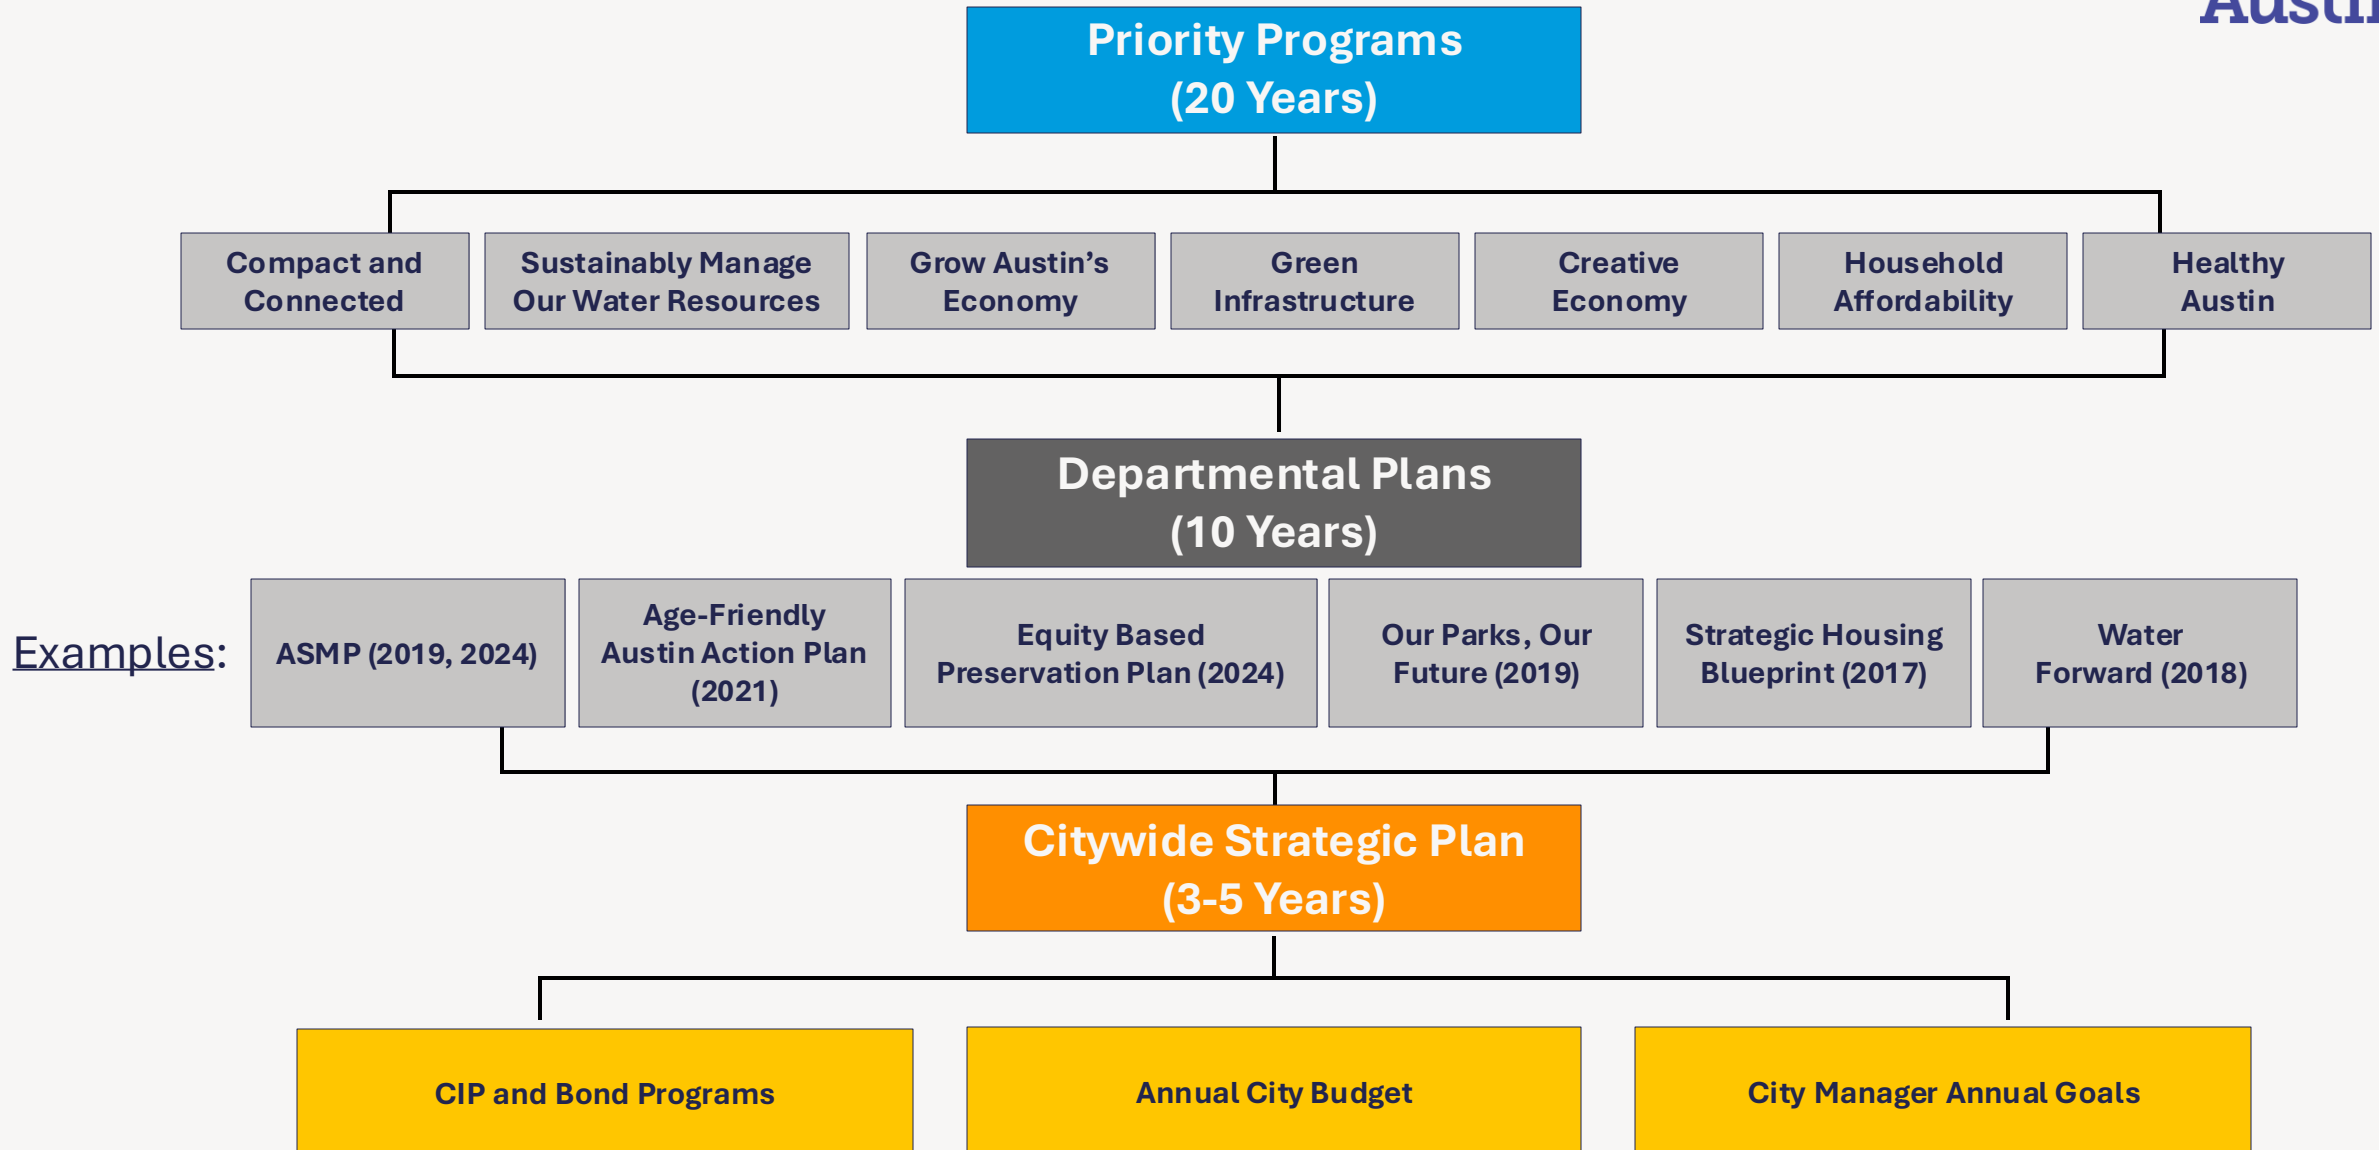 Priority Programs
(20 Years)
Compact and
Connected
Sustainably Manage
Our Water Resources
Grow Austin's
Economy
Green
Infrastructure
Creative
Economy
Household
Affordability
Healthy
Austin
Departmental Plans
(10 Years)
Examples:
ASMP (2019, 2024)
Age-Friendly
Austin Action Plan
(2021)
Equity Based
Preservation Plan (2024)
Our Parks, Our
Future (2019)
Strategic Housing
Blueprint (2017)
Water
Forward (2018)
Citywide Strategic Plan
(3-5 Years)
CIP and Bond Programs
Annual City Budget
City Manager Annual Goals